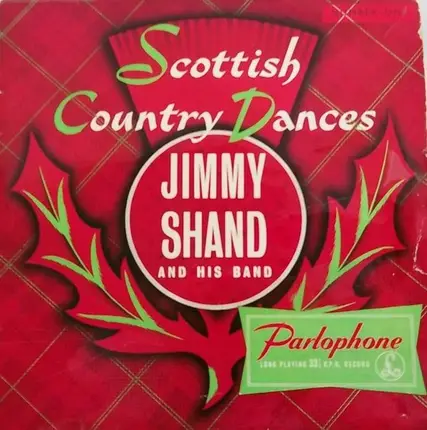 Scottish
Country Dances
JIMMY
SHAND
AND HIS BAND
Parlophone
LONG PLAYING 33⅓ R.P.M. RECORD